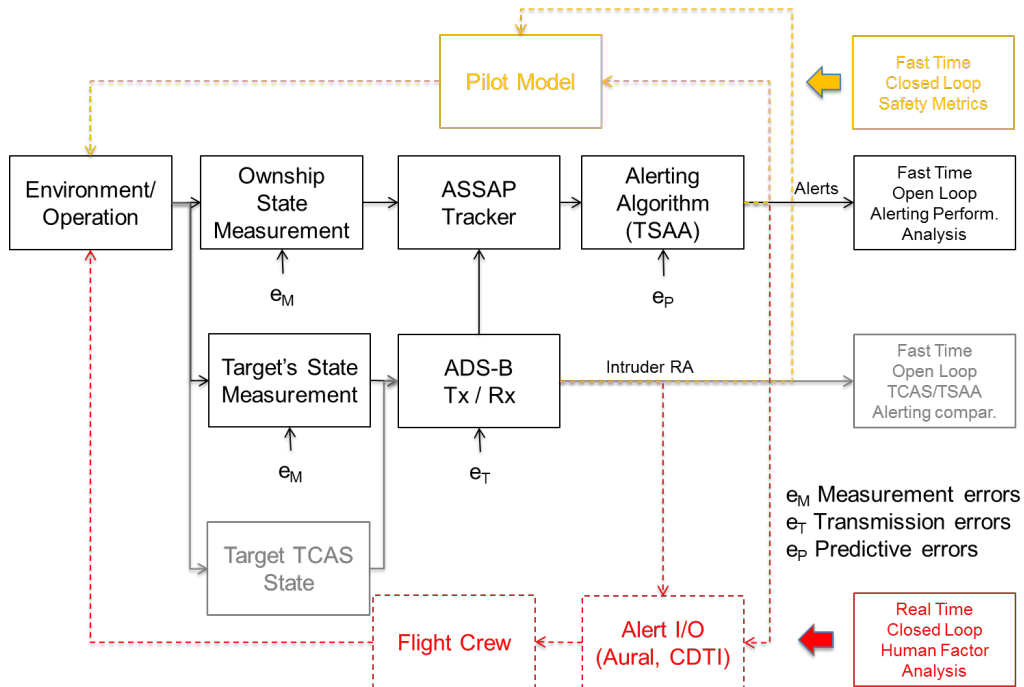 Pilot Model
Fast Time
Closed Loop
Safety Metrics
Environment/
Operation
Ownship
State
Measurement
ASSAP
Tracker
Alerting
Algorithm
(TSAA)
Alerts
Fast Time
Open Loop
Alerting Perform.
Analysis
eM
eP
Target's State
Measurement
ADS-B
Tx / Rx
Intruder RA
Fast Time
Open Loop
TCAS/TSAA
Alerting compar.
eM
eT
eM Measurement errors
eT Transmission errors
eP Predictive errors
Target TCAS
State
Flight Crew
Alert I/O
(Aural, CDTI)
Real Time
Closed Loop
Human Factor
Analysis